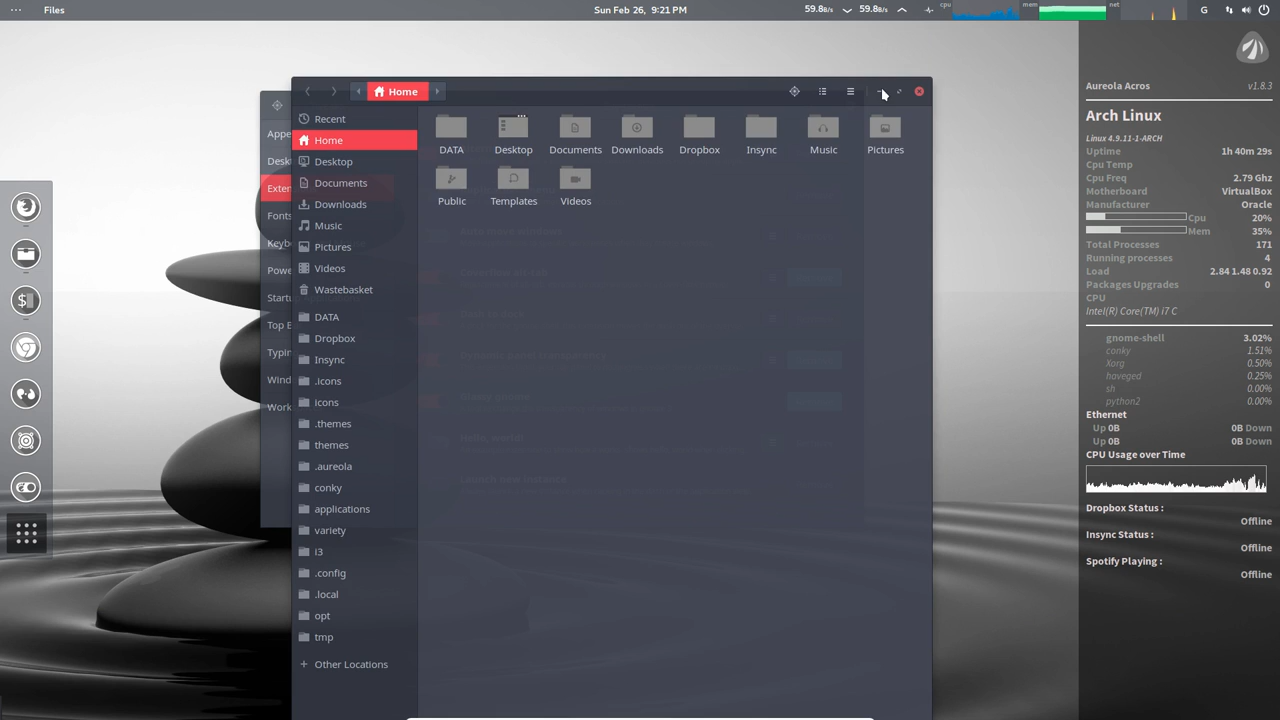 Files
Sun Feb 26, 9:21 PM
59.8B/s
59.8B/s
cpu
mem
net
G
Home
Recent
Home
Desktop
Documents
Downloads
Music
Pictures
Videos
Wastebasket
DATA
Dropbox
Insync
.icons
icons
.themes
themes
.aureola
conky
applications
variety
i3
.config
.local
opt
tmp
Other Locations
DATA
Desktop
Documents
Downloads
Dropbox
Insync
Music
Pictures
Public
Templates
Videos
Appe
Deskt
Exten
Fonts
Keyb
Powe
Startup Applications
Top B
Typin
Wind
Work
Aureola Acros
v1.8.3
Arch Linux
Linux 4.9.11-1-ARCH
Uptime 1h 40m 29s
Cpu Temp
Cpu Freq 2.79 Ghz
Motherboard VirtualBox
Manufacturer Oracle
Cpu 20%
Mem 35%
Total Processes 171
Running processes 4
Load 2.84 1.48 0.92
Packages Upgrades 0
CPU
Intel(R) Core(TM) i7 C
gnome-shell 3.02%
conky 1.51%
Xorg 0.50%
haveged 0.25%
sh 0.00%
python2 0.00%
Ethernet
Up 0B 0B Down
Up 0B 0B Down
CPU Usage over Time
Dropbox Status :
Offline
Insync Status :
Offline
Spotify Playing :
Offline